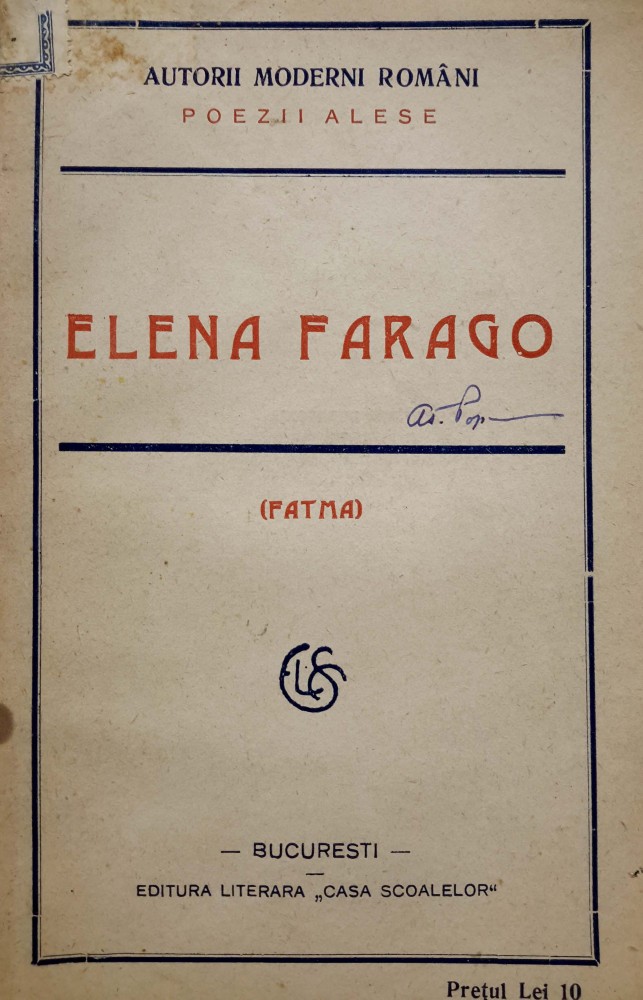 AUTORII MODERNI ROMÂNI
POEZII ALESE
ELENA FARAGO
(FATMA)
— BUCURESTI —
EDITURA LITERARA „CASA SCOALELOR“
Prețul Lei 10